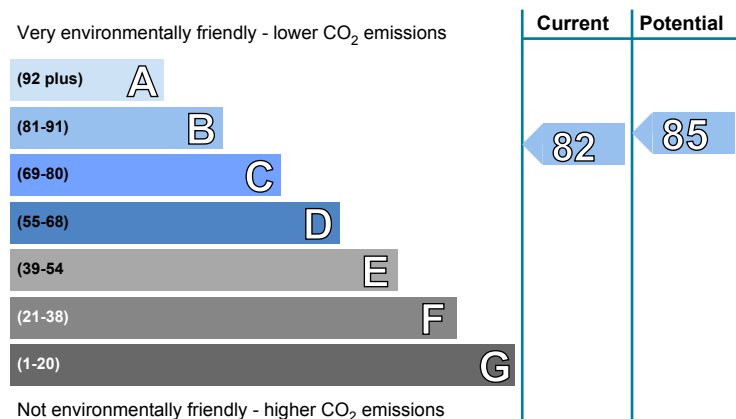 Very environmentally friendly - lower CO₂ emissions
Current
Potential
(92 plus) A
(81-91) B
(69-80) C
(55-68) D
(39-54 E
(21-38) F
(1-20) G
82
85
Not environmentally friendly - higher CO₂ emissions